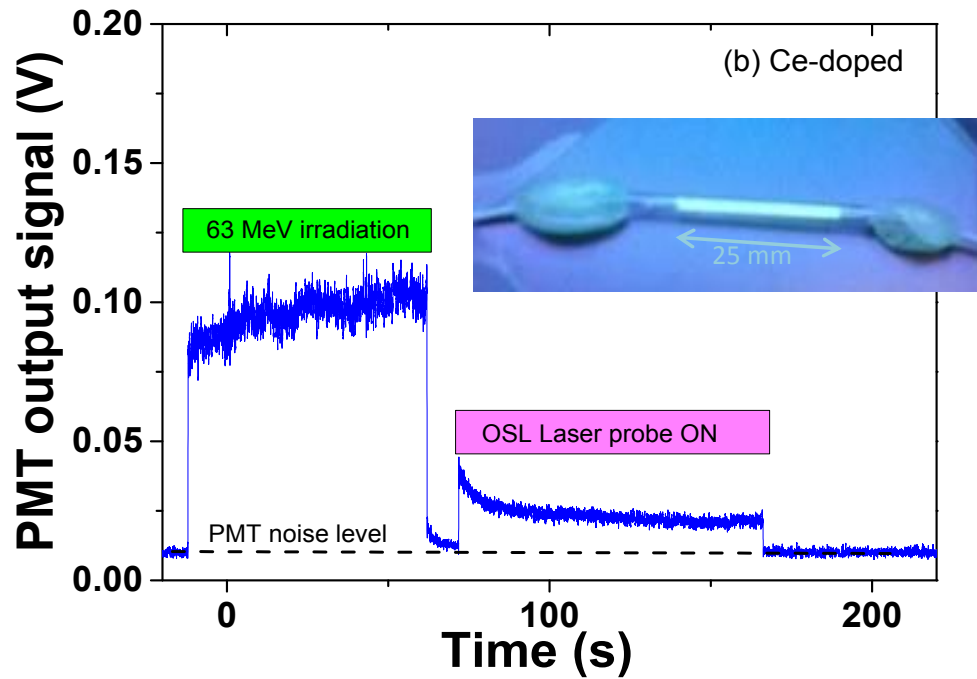 0.20
(b) Ce-doped
0.15
63 MeV irradiation
25 mm
0.10
OSL Laser probe ON
0.05
PMT noise level
0.00
0 100 200
PMT output signal (V)
Time (s)